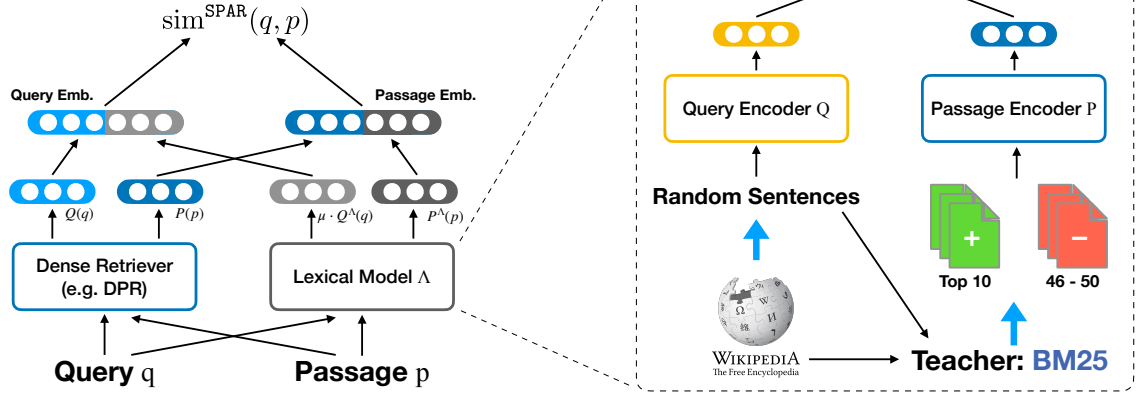 sim^SPAR(q, p)
Query Emb.
Passage Emb.
Q(q)
P(p)
μ · Q^Λ(q)
P^Λ(p)
Dense Retriever
(e.g. DPR)
Lexical Model Λ
Query q
Passage p
Query Encoder Q
Passage Encoder P
Random Sentences
+
−
Top 10
46 - 50
Ω
W
И
WIKIPEDIA
The Free Encyclopedia
Teacher: BM25